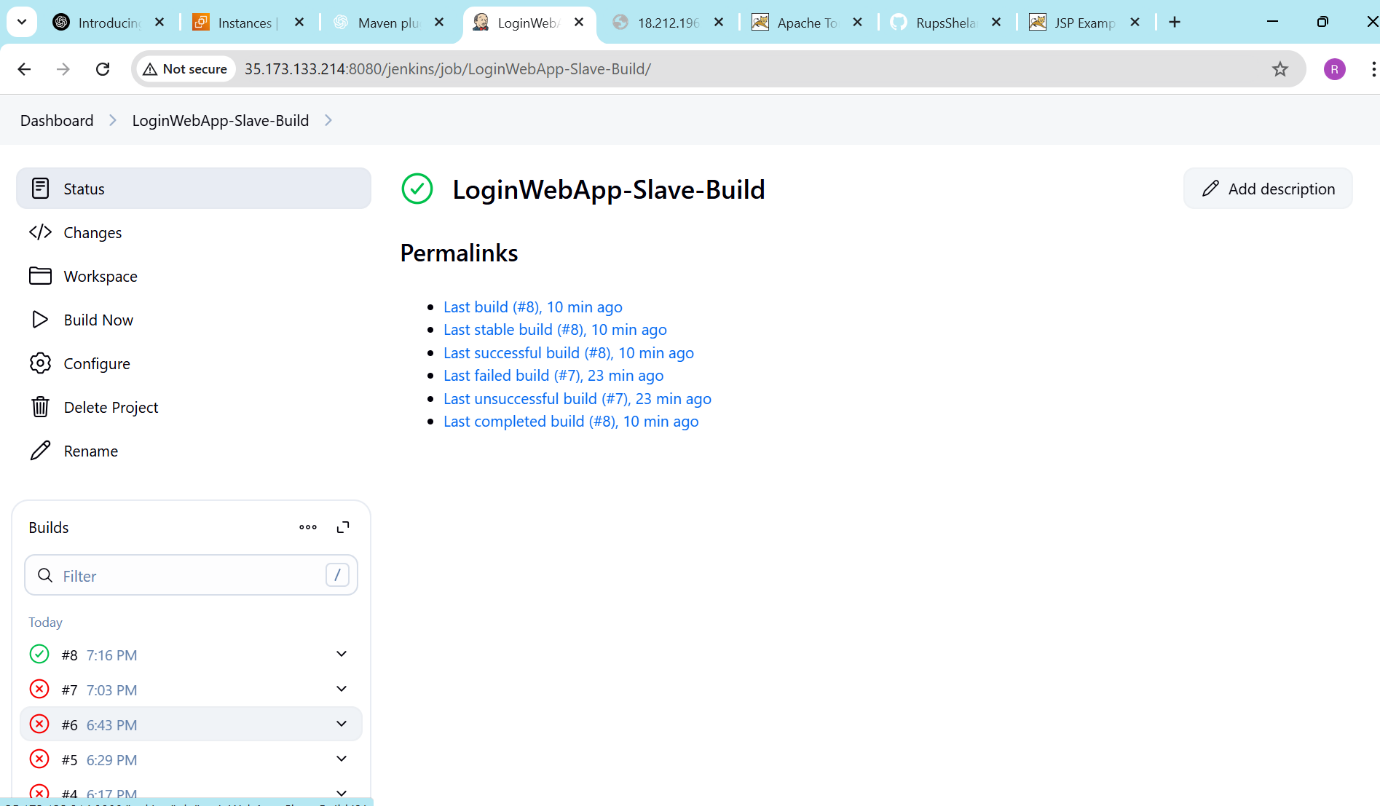 Introducin
Instances |
Maven plu
LoginWebA
18.212.196
Apache To
RupsShela
JSP Examp
Not secure
35.173.133.214:8080/jenkins/job/LoginWebApp-Slave-Build/
R
Dashboard
LoginWebApp-Slave-Build
Status
Changes
Workspace
Build Now
Configure
Delete Project
Rename
LoginWebApp-Slave-Build
Add description
Permalinks
Last build (#8), 10 min ago
Last stable build (#8), 10 min ago
Last successful build (#8), 10 min ago
Last failed build (#7), 23 min ago
Last unsuccessful build (#7), 23 min ago
Last completed build (#8), 10 min ago
Builds
Filter
/
Today
#8 7:16 PM
#7 7:03 PM
#6 6:43 PM
#5 6:29 PM
#4 6:17 PM